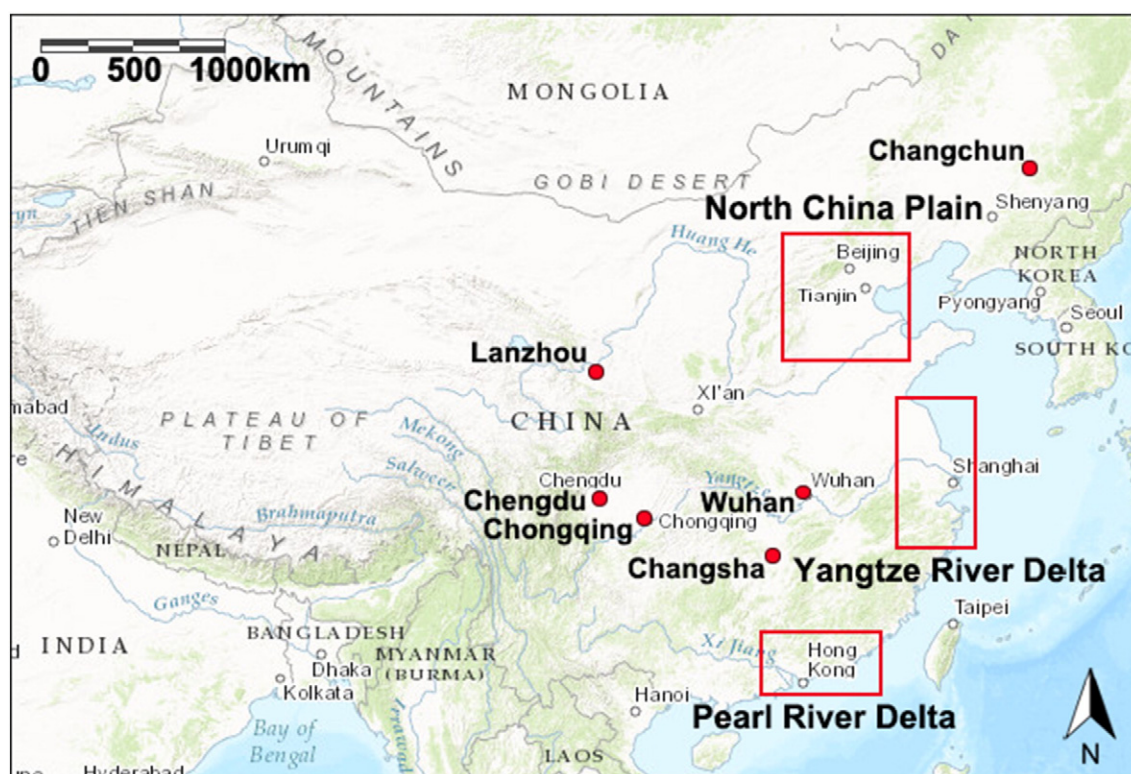 0 500 1000km
MOUNTAINS
MONGOLIA
Urumqi
Changchun
GOBI DESERT
TIEN SHAN
North China Plain
Shenyang
Huang He
Beijing
NORTH
KOREA
Tianjin
Pyongyang
Seoul
SOUTH KO
Lanzhou
XI'an
mabad
PLATEAU OF
TIBET
CHINA
Mekong
Indus
Salween
HIMALAYA
Chengdu
Chengdu
Yangtze
Wuhan
Wuhan
Shanghai
Brahmaputra
New
Delhi
Chongqing
Chongqing
NEPAL
Changsha
Yangtze River Delta
Ganges
Taipei
INDIA
BANGLADESH
Xi Jiang
Hong
Kong
Dhaka
MYANMAR
(BURMA)
Kolkata
Hanoi
Pearl River Delta
Irrawad
Bay of
Bengal
LAOS
N
Hyderabad